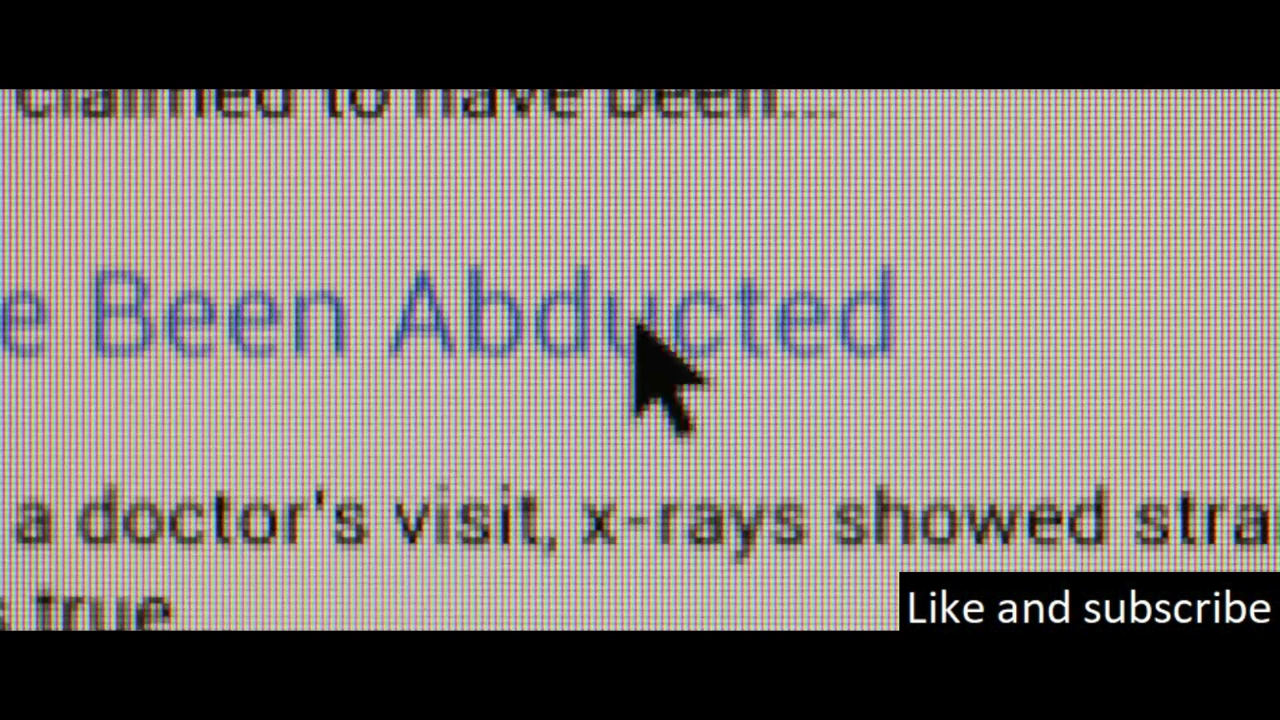 claimed to have been...
e Been Abducted
a doctor's visit, x-rays showed stra
s true
Like and subscribe